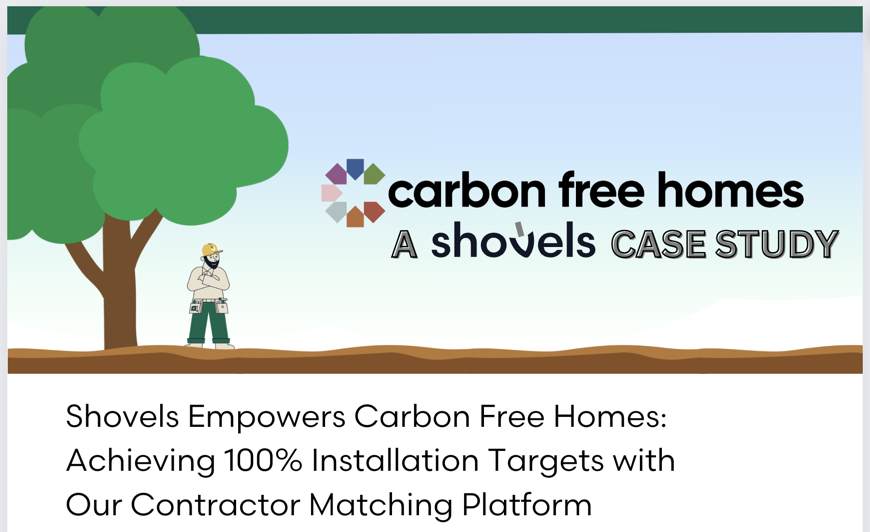 carbon free homes
A shovels CASE STUDY
Shovels Empowers Carbon Free Homes:
Achieving 100% Installation Targets with
Our Contractor Matching Platform